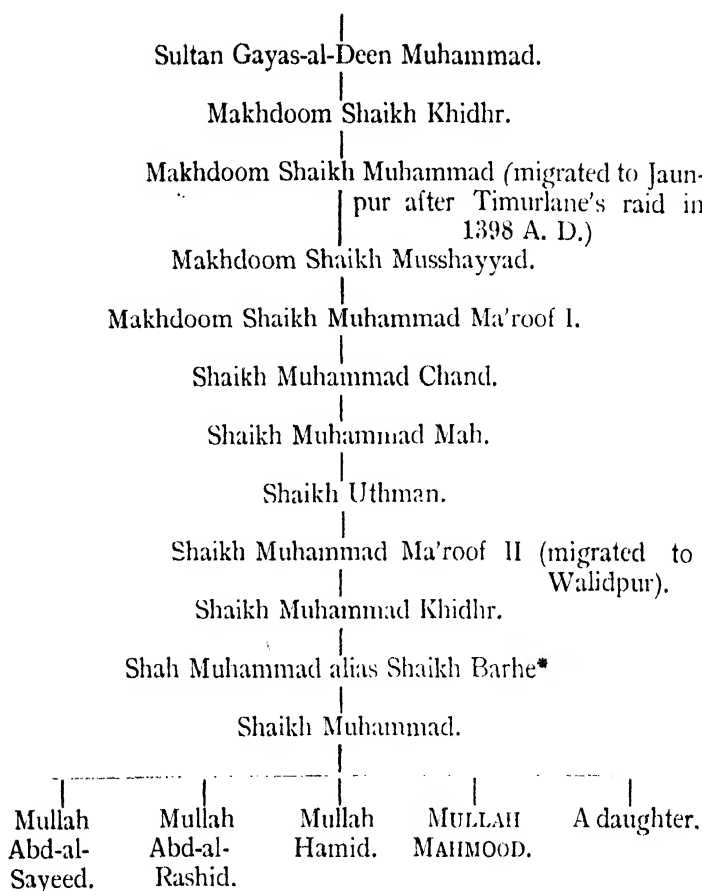 Sultan Gayas-al-Deen Muhammad.
Makhdoom Shaikh Khidhr.
Makhdoom Shaikh Muhammad (migrated to Jaun-
pur after Timurlane's raid in
1398 A. D.)
Makhdoom Shaikh Musshayyad.
Makhdoom Shaikh Muhammad Ma'roof I.
Shaikh Muhammad Chand.
Shaikh Muhammad Mah.
Shaikh Uthman.
Shaikh Muhammad Ma'roof II (migrated to
Walidpur).
Shaikh Muhammad Khidhr.
Shah Muhammad alias Shaikh Barhe*
Shaikh Muhammad.
Mullah Abd-al-Sayeed.
Mullah Abd-al-Rashid.
Mullah Hamid.
MULLAH MAHMOOD.
A daughter.